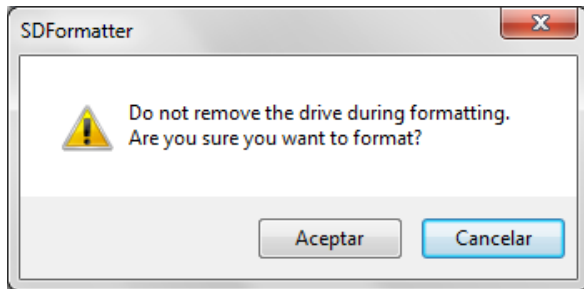 SDFormatter
Do not remove the drive during formatting.
Are you sure you want to format?
Aceptar
Cancelar